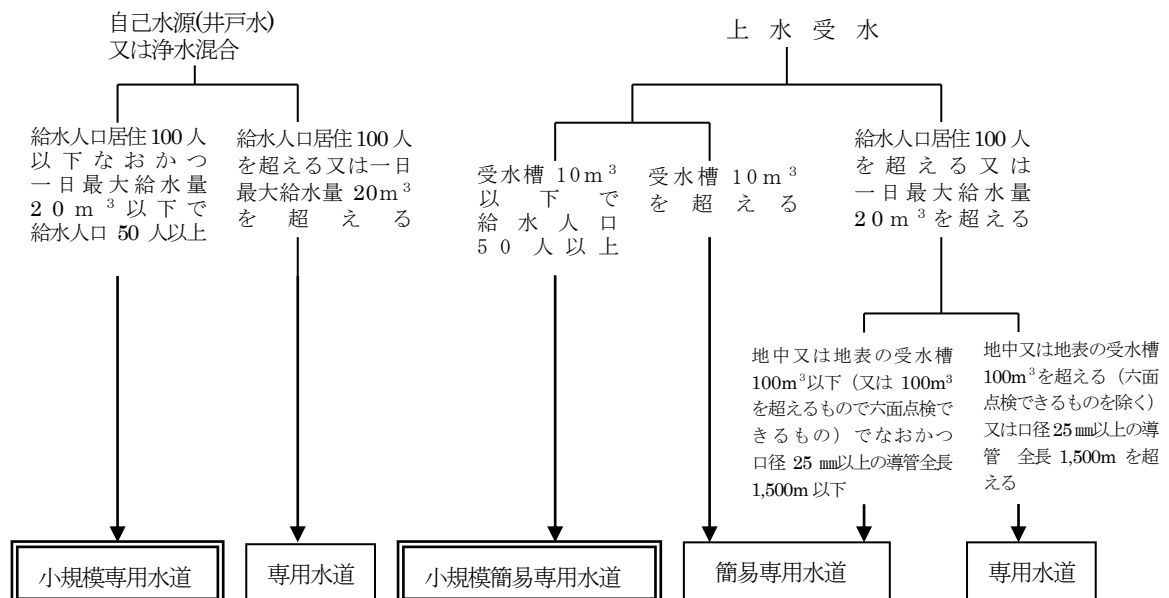 自己水源(井戸水)
又は浄水混合
上水受水
給水人口居住100人
以下なおかつ
一日最大給水量
20m³以下で
給水人口 50 人以上
給水人口居住100人
を超える又は一日
最大給水量 20m³
を超える
受水槽10m³
以下で
給水人口
50人以上
受水槽10m³
を超える
給水人口居住100人
を超える又は
一日最大給水量
20m³を超える
地中又は地表の受水槽
100m³以下（又は 100m³
を超えるもので六面点検で
きるもの）でなおかつ
口径 25 ㎜以上の導管全長
1,500m 以下
地中又は地表の受水槽
100m³を超える（六面
点検できるものを除く）
又は口径 25 ㎜以上の導
管　全長 1,500m を超
える
小規模専用水道
専用水道
小規模簡易専用水道
簡易専用水道
専用水道